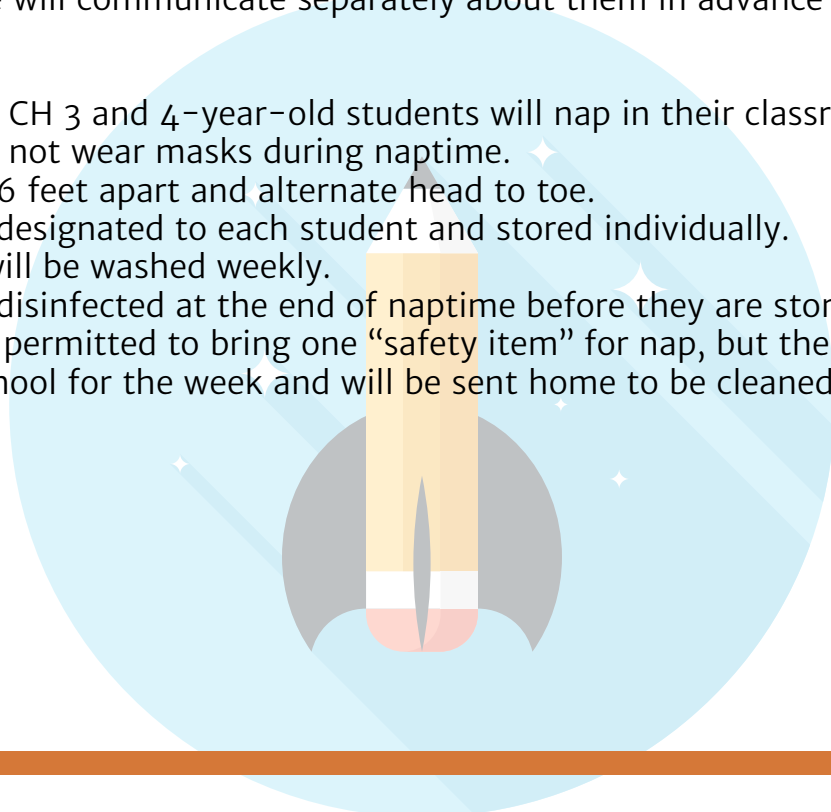 will communicate separately about them in advance
CH 3 and 4-year-old students will nap in their classr
not wear masks during naptime.
6 feet apart and alternate head to toe.
designated to each student and stored individually.
will be washed weekly.
disinfected at the end of naptime before they are stor
permitted to bring one “safety item” for nap, but the
hool for the week and will be sent home to be cleaned